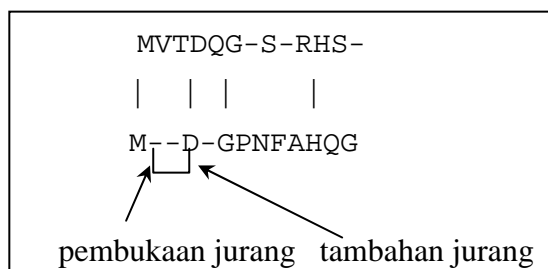 MVTDQG-S-RHS-
| | | |
M--D-GPNFAHQG
pembukaan jurang tambahan jurang